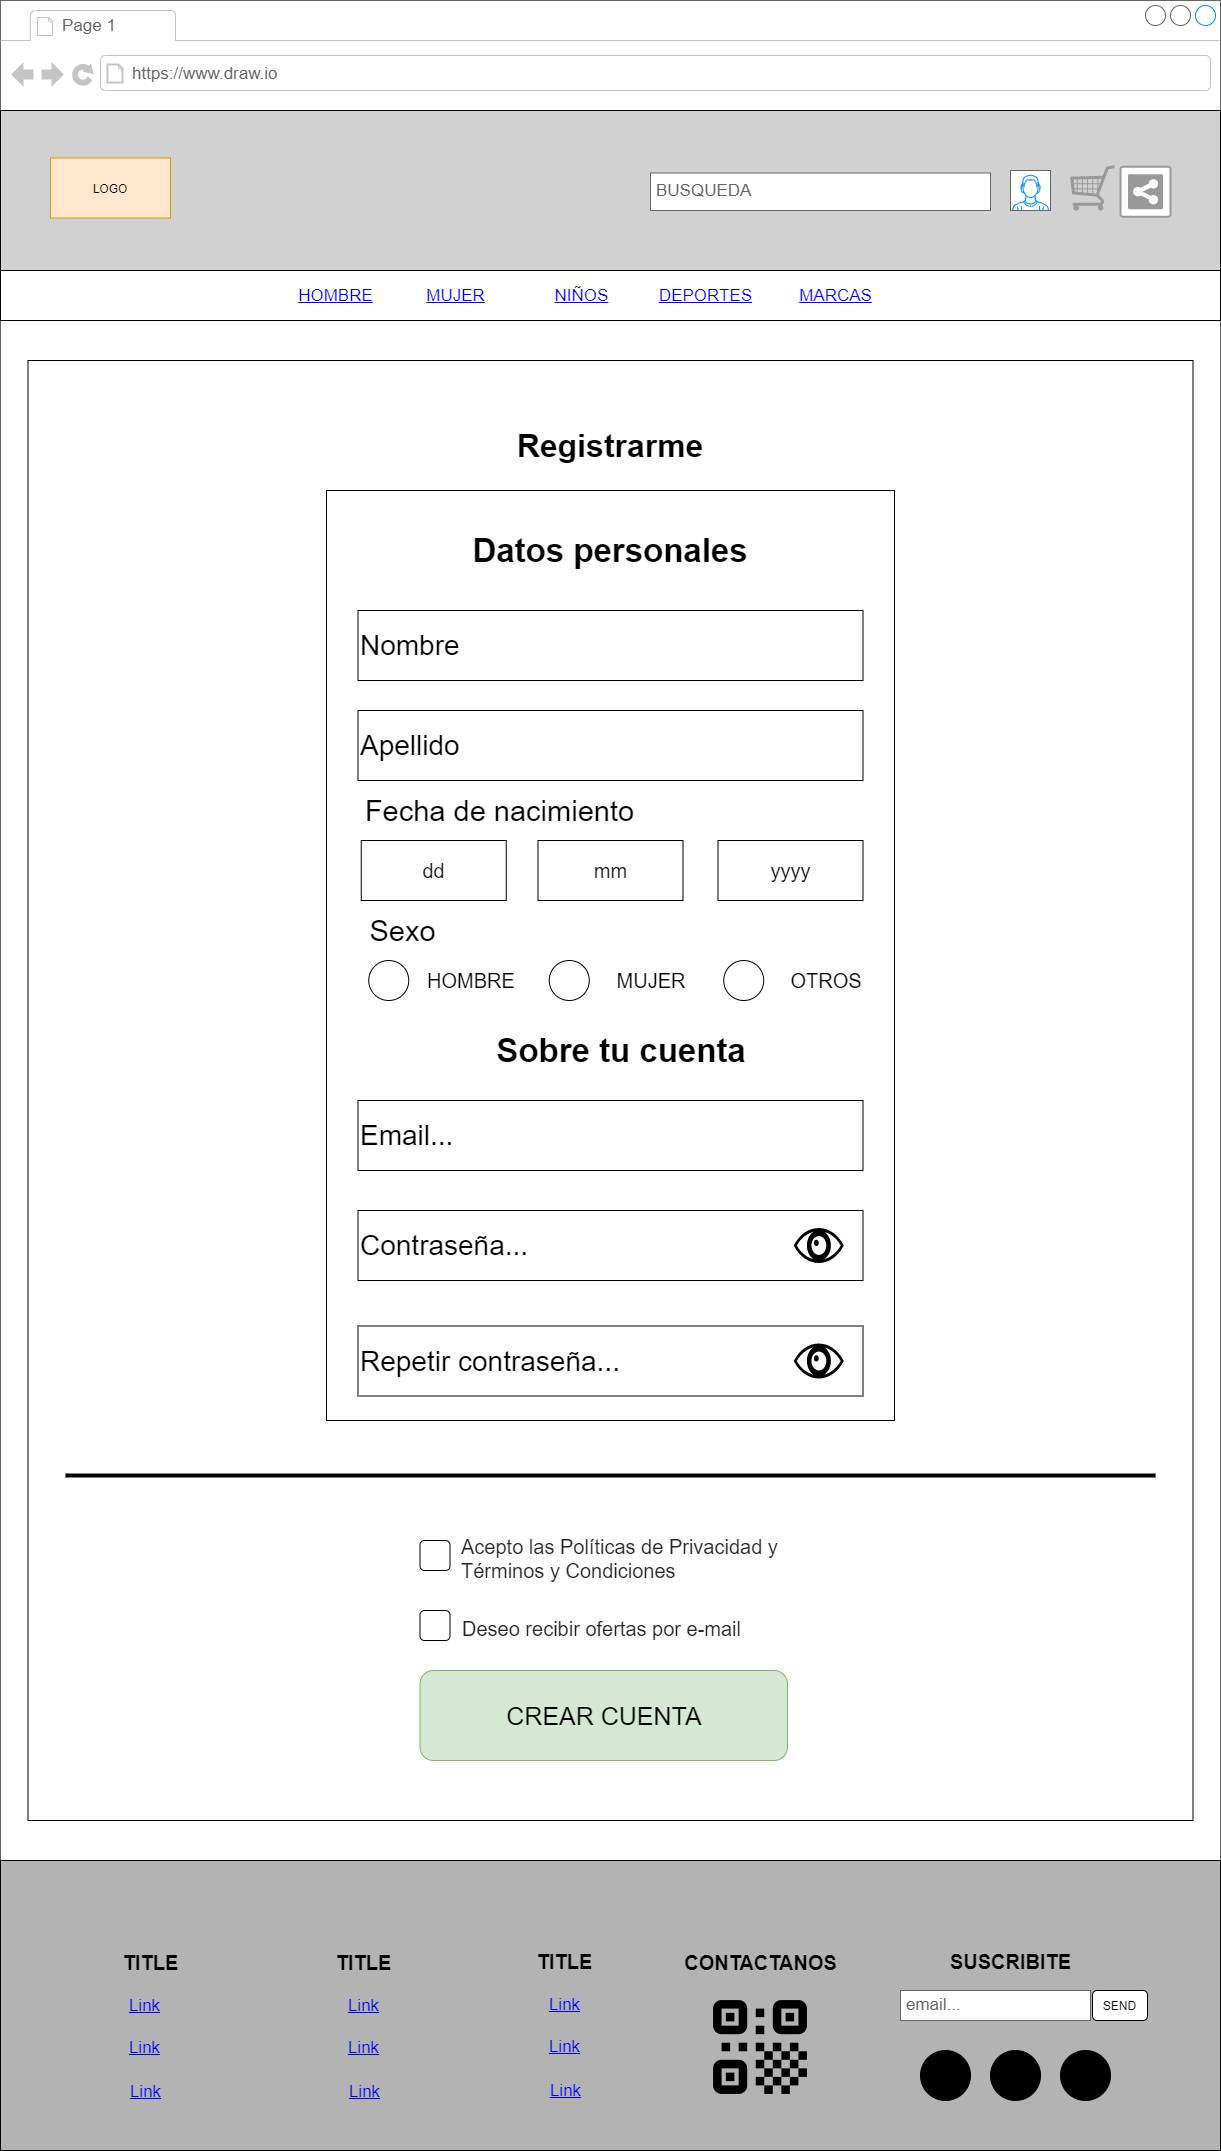 Page 1
https://www.draw.io
LOGO
BUSQUEDA
HOMBRE MUJER NIÑOS DEPORTES MARCAS
Registrarme
Datos personales
Nombre
Apellido
Fecha de nacimiento
dd mm yyyy
Sexo
HOMBRE MUJER OTROS
Sobre tu cuenta
Email...
Contraseña...
Repetir contraseña...
Acepto las Políticas de Privacidad y
Términos y Condiciones
Deseo recibir ofertas por e-mail
CREAR CUENTA
TITLE TITLE TITLE CONTACTANOS SUSCRIBITE
Link Link Link email... SEND
Link Link Link
Link Link Link